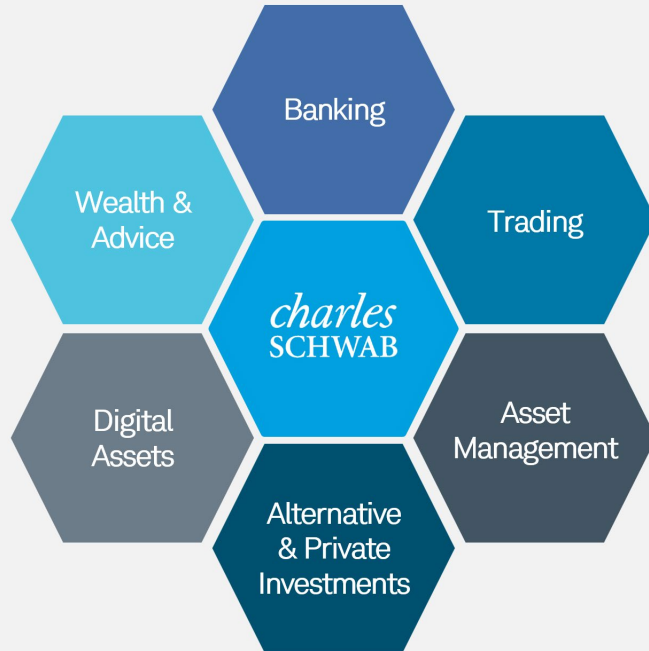 Banking
Wealth &
Advice
Trading
charles
SCHWAB
Digital
Assets
Asset
Management
Alternative
& Private
Investments